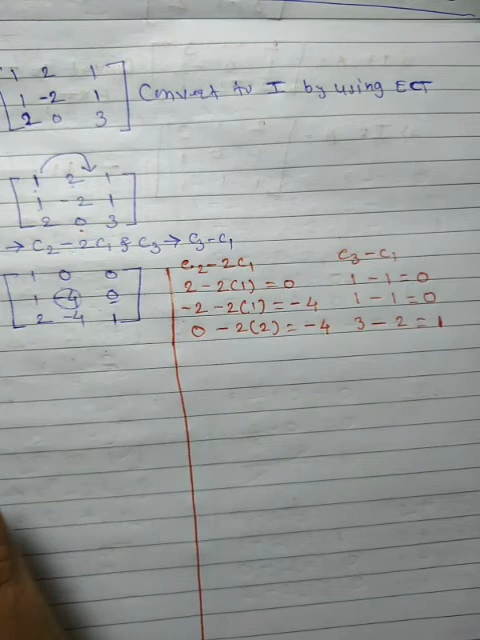 1 2 1
1 -2 1 Convert to I by using ECT
2 0 3
1 2 1
1 -2 1
2 0 3
→ C2 - 2C1 & C3 → C3 - C1
1 0 0
1 -4 0
2 -4 1
C2 - 2C1
2 - 2(1) = 0
-2 - 2(1) = -4
0 - 2(2) = -4
C3 - C1
1 - 1 = 0
1 - 1 = 0
3 - 2 = 1